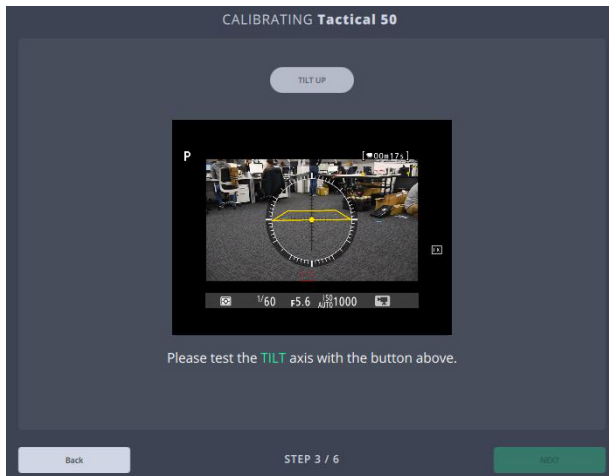 CALIBRATING Tactical 50
TILT UP
P
[00m17s]
1/60 F5.6 ISO AUTO 1000
Please test the TILT axis with the button above.
Back
STEP 3 / 6
NEXT